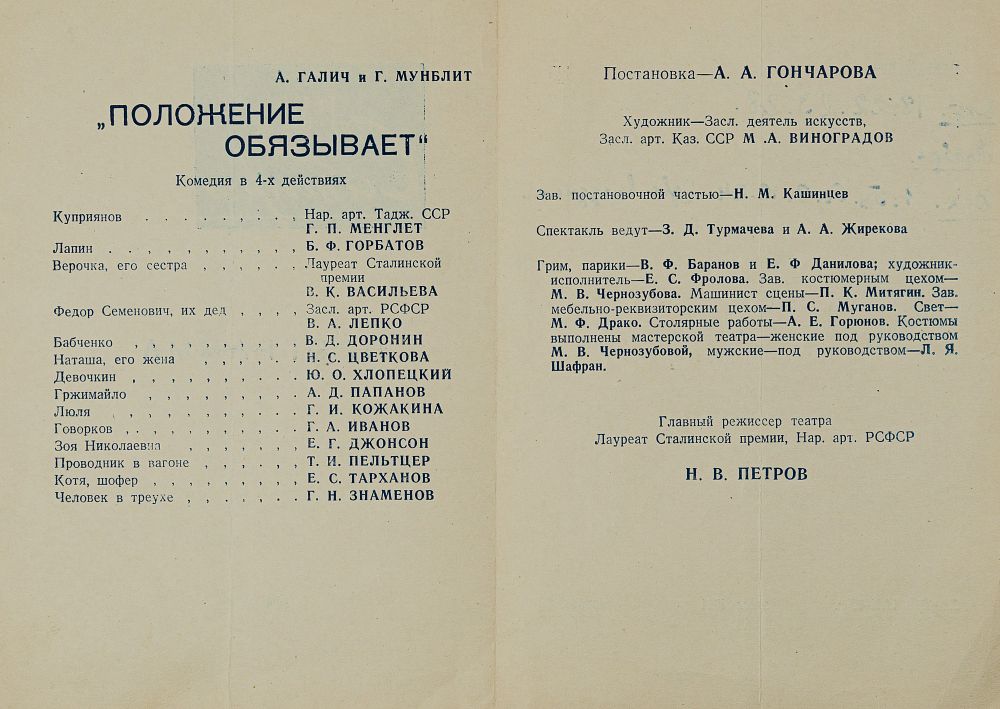 А. ГАЛИЧ и Г. МУНБЛИТ
„ПОЛОЖЕНИЕ
ОБЯЗЫВАЕТ“
Комедия в 4-х действиях
Куприянов . . . . . . , , , Нар. арт. Тадж. ССР
Г. П. МЕНГЛЕТ
Лапин . . , , , , , , , , , Б. Ф. ГОРБАТОВ
Верочка, его сестра , , , , , , Лауреат Сталинской
премии
В. К. ВАСИЛЬЕВА
Федор Семенович, их дед , , , , Засл. арт. РСФСР
В. А. ЛЕПКО
Бабченко , , , , , , , , , В. Д. ДОРОНИН
Наташа, его жена , , , , , , Н. С. ЦВЕТКОВА
Девочкин , , , , , , . . . . Ю. О. ХЛОПЕЦКИЙ
Гржимайло , , , , , , , , А. Д. ПАПАНОВ
Люля , , , , , , , , , , Г. И. КОЖАКИНА
Говорков . , . , , , , , , , Г. А. ИВАНОВ
Зоя Николаевна , , , , , , , Е. Г. ДЖОНСОН
Проводник в вагоне , , , , , , Т. И. ПЕЛЬТЦЕР
Котя, шофер , , , , , , , , Е. С. ТАРХАНОВ
Человек в треухе , , , , , , Г. Н. ЗНАМЕНОВ
Постановка—А. А. ГОНЧАРОВА
Художник—Засл. деятель искусств,
Засл. арт. Каз. ССР М .А. ВИНОГРАДОВ
Зав. постановочной частью—Н. М. Кашинцев
Спектакль ведут—З. Д. Турмачева и А. А. Жирекова
Грим, парики—В. Ф. Баранов и Е. Ф Данилова; художник-
исполнитель—Е. С. Фролова. Зав. костюмерным цехом—
М. В. Чернозубова. Машинист сцены—П. К. Митягин. Зав.
мебельно-реквизиторским цехом—П. С. Муганов. Свет—
М. Ф. Драко. Столярные работы—А. Е. Горюнов. Костюмы
выполнены мастерской театра—женские под руководством
М. В. Чернозубовой, мужские—под руководством—Л. Я.
Шафран.
Главный режиссер театра
Лауреат Сталинской премии, Нар. арт. РСФСР
Н. В. ПЕТРОВ